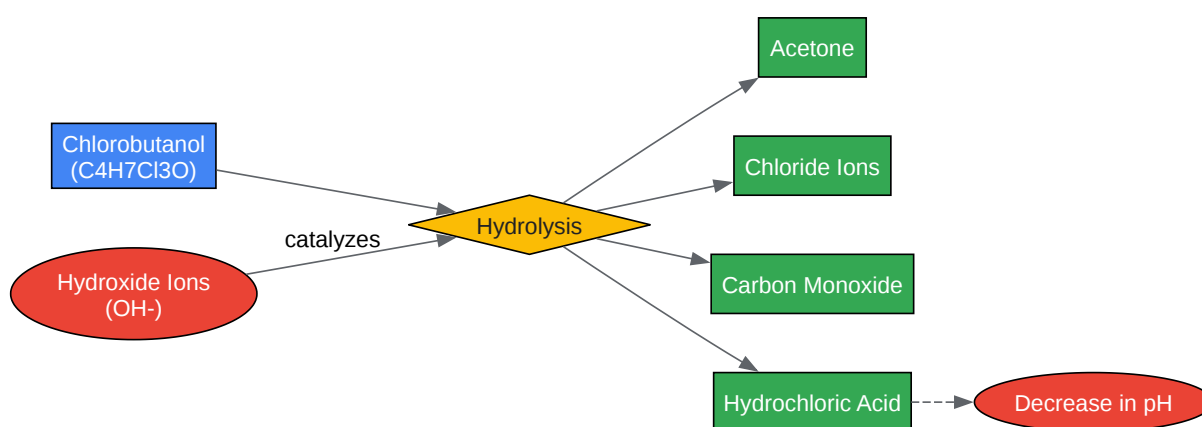 Acetone
Chlorobutanol
(C4H7Cl3O)
Chloride Ions
Hydrolysis
catalyzes
Hydroxide Ions
(OH-)
Carbon Monoxide
Hydrochloric Acid
Decrease in pH